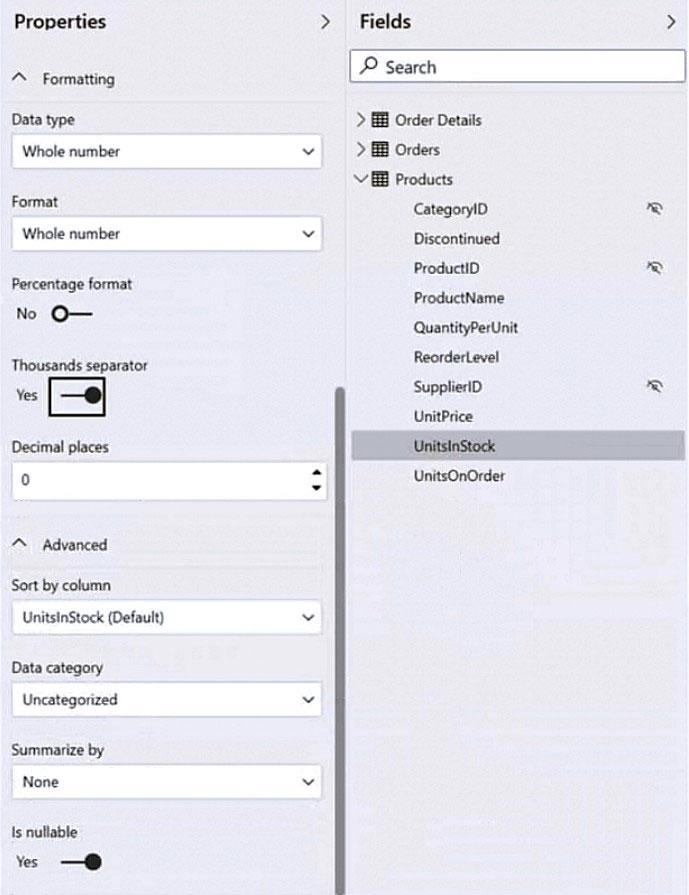 Properties
Formatting
Data type
Whole number
Format
Whole number
Percentage format
No
Thousands separator
Yes
Decimal places
0
Advanced
Sort by column
UnitsInStock (Default)
Data category
Uncategorized
Summarize by
None
Is nullable
Yes
Fields
Search
Order Details
Orders
Products
CategoryID
Discontinued
ProductID
ProductName
QuantityPerUnit
ReorderLevel
SupplierID
UnitPrice
UnitsInStock
UnitsOnOrder